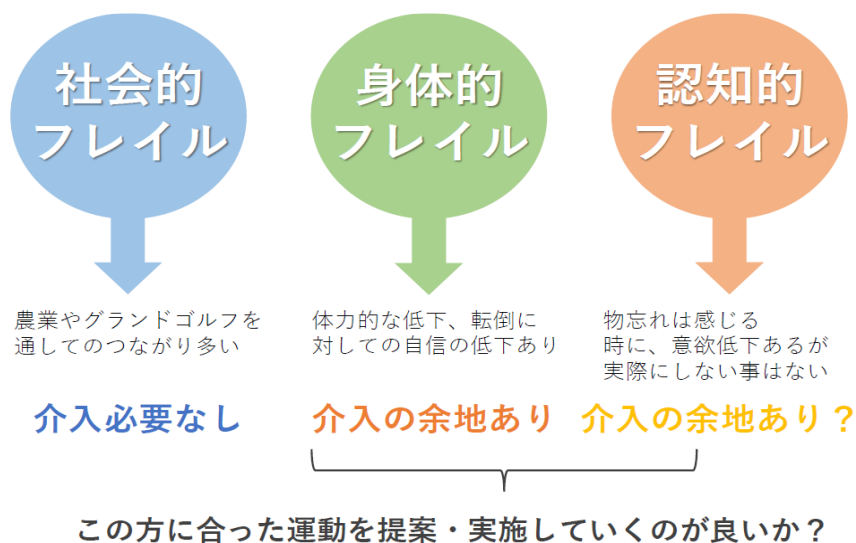 社会的
フレイル
身体的
フレイル
認知的
フレイル
農業やグランドゴルフを
通してのつながり多い
体力的な低下、転倒に
対しての自信の低下あり
物忘れは感じる
時に、意欲低下あるが
実際にしない事はない
介入必要なし
介入の余地あり
介入の余地あり？
この方に合った運動を提案・実施していくのが良いか？